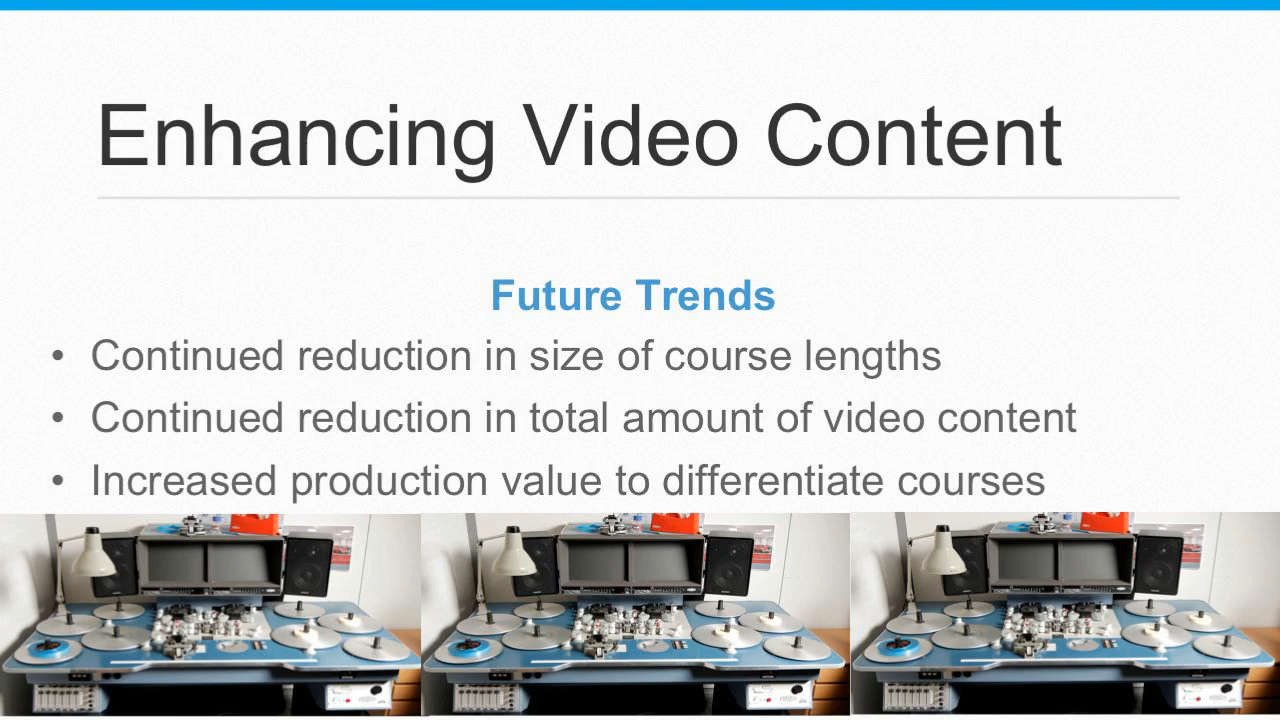 Enhancing Video Content
Future Trends
• Continued reduction in size of course lengths
• Continued reduction in total amount of video content
• Increased production value to differentiate courses